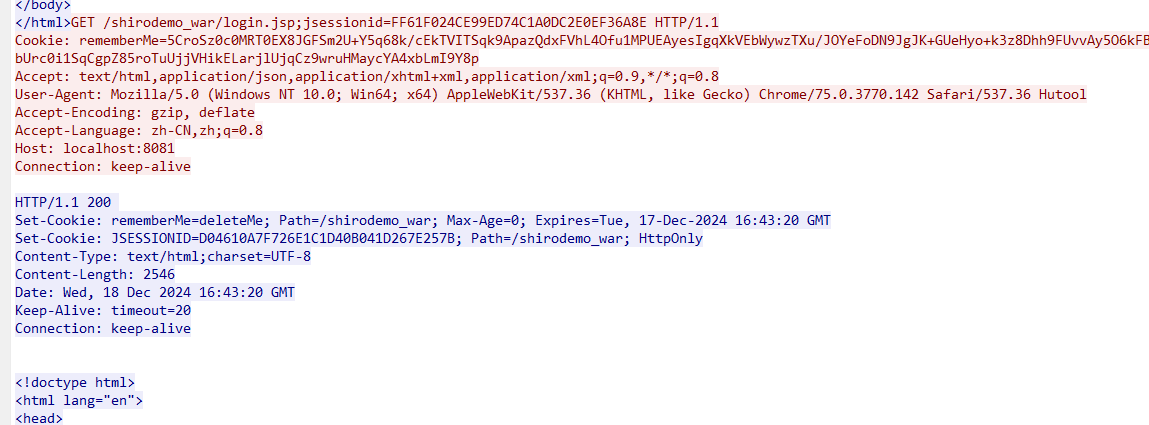 </body>
</html>GET /shirodemo_war/login.jsp;jsessionid=FF61F024CE99ED74C1A0DC2E0EF36A8E HTTP/1.1
Cookie: rememberMe=5CroSz0c0MRT0EX8JGFSm2U+Y5q68k/cEkTVITSqk9ApazQdxFVhL4Ofu1MPUEAyesIgqXkVEbWywzTXu/JOYeFoDN9JgJK+GUeHyo+k3z8Dhh9FUvvAy5O6kFB
bUrc0i1SqCgpZ85roTuUjjVHikELarjlUjqCz9wruHMaycYA4xbLmI9Y8p
Accept: text/html,application/json,application/xhtml+xml,application/xml;q=0.9,*/*;q=0.8
User-Agent: Mozilla/5.0 (Windows NT 10.0; Win64; x64) AppleWebKit/537.36 (KHTML, like Gecko) Chrome/75.0.3770.142 Safari/537.36 Hutool
Accept-Encoding: gzip, deflate
Accept-Language: zh-CN,zh;q=0.8
Host: localhost:8081
Connection: keep-alive
HTTP/1.1 200
Set-Cookie: rememberMe=deleteMe; Path=/shirodemo_war; Max-Age=0; Expires=Tue, 17-Dec-2024 16:43:20 GMT
Set-Cookie: JSESSIONID=D04610A7F726E1C1D40B041D267E257B; Path=/shirodemo_war; HttpOnly
Content-Type: text/html;charset=UTF-8
Content-Length: 2546
Date: Wed, 18 Dec 2024 16:43:20 GMT
Keep-Alive: timeout=20
Connection: keep-alive
<!doctype html>
<html lang="en">
<head>